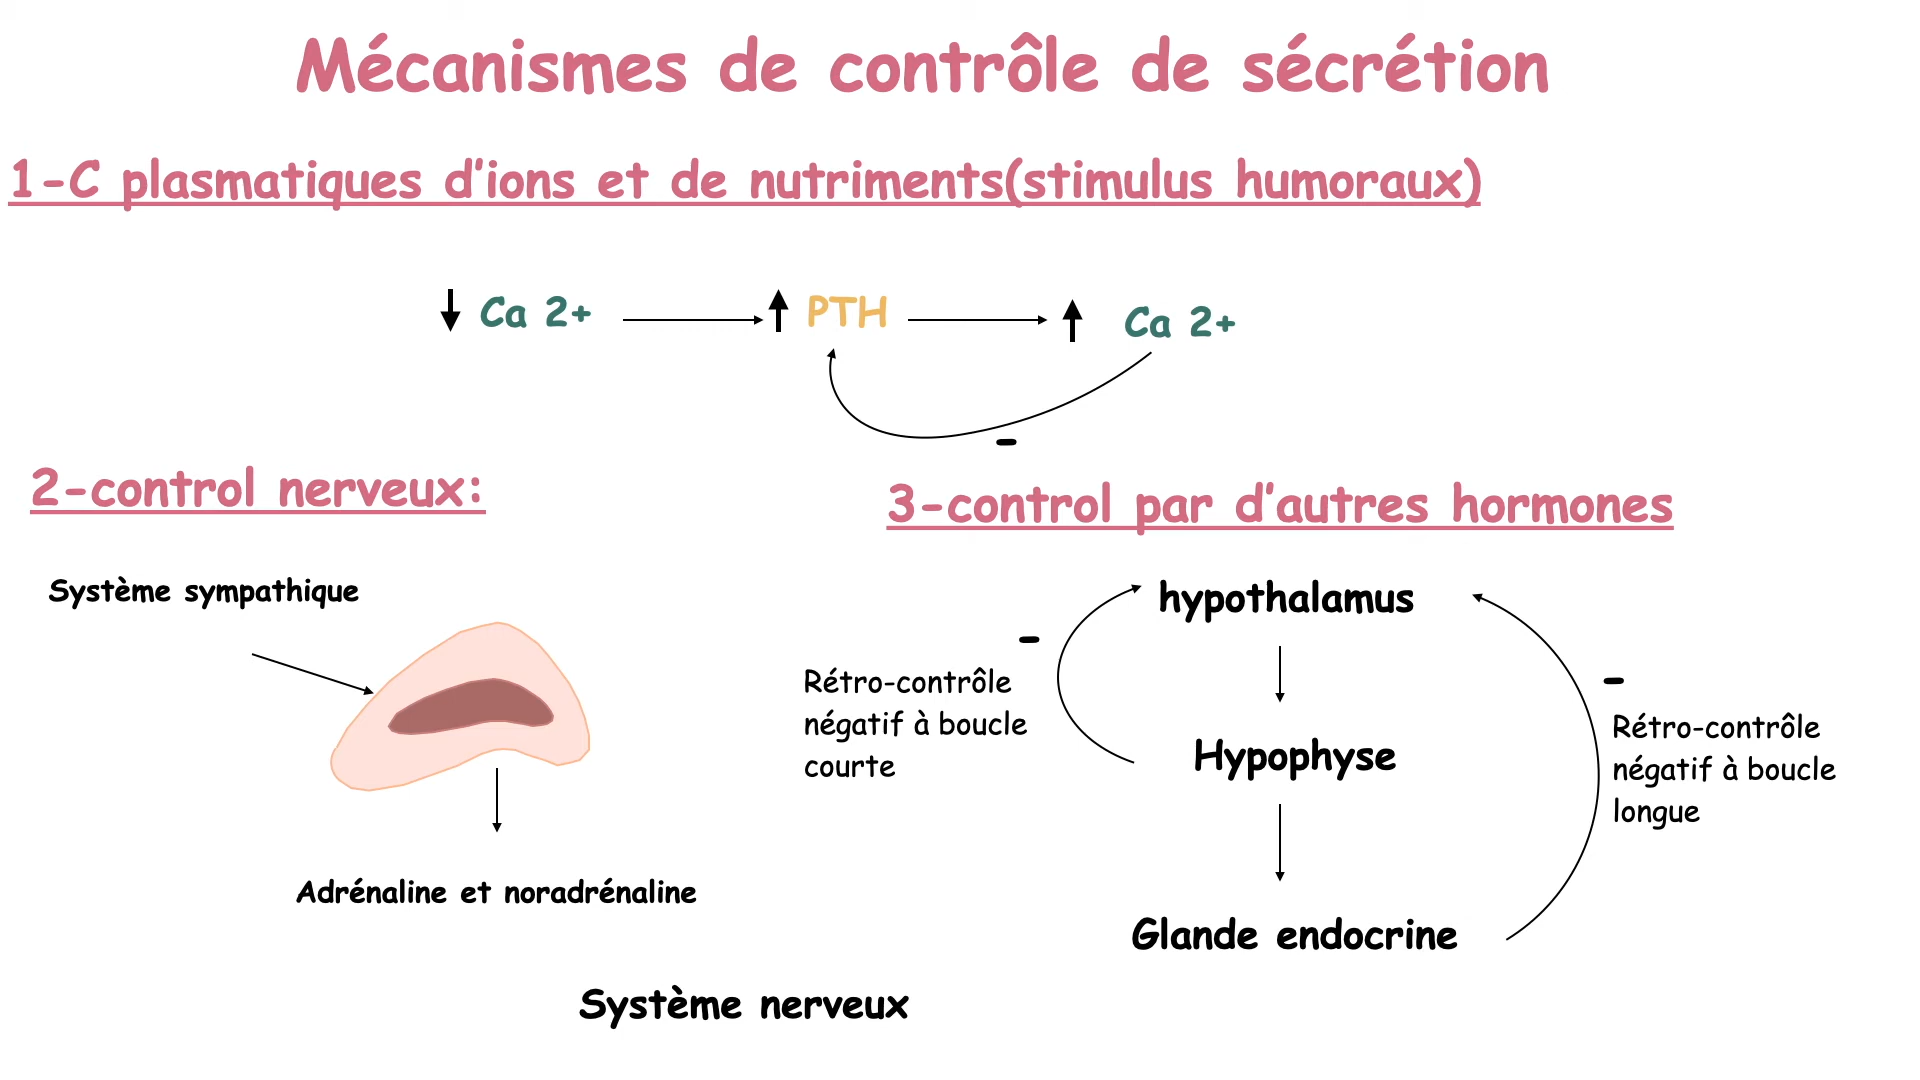 Mécanismes de contrôle de sécrétion
1-C plasmatiques d’ions et de nutriments(stimulus humoraux)
Ca 2+
PTH
Ca 2+
-
2-control nerveux:
Système sympathique
Adrénaline et noradrénaline
3-control par d’autres hormones
hypothalamus
-
Rétro-contrôle
négatif à boucle
courte
Hypophyse
-
Rétro-contrôle
négatif à boucle
longue
Glande endocrine
Système nerveux